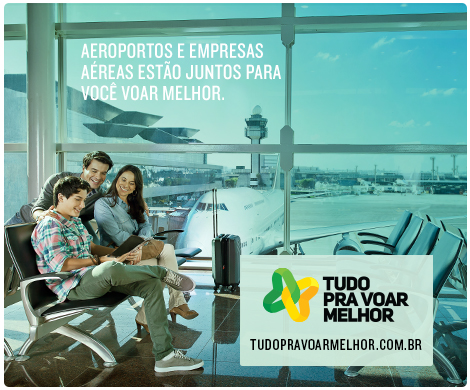 AEROPORTOS E EMPRESAS
AÉREAS ESTÃO JUNTOS PARA
VOCÊ VOAR MELHOR.
TUDO
PRA VOAR
MELHOR
TUDOPRAVOARMELHOR.COM.BR